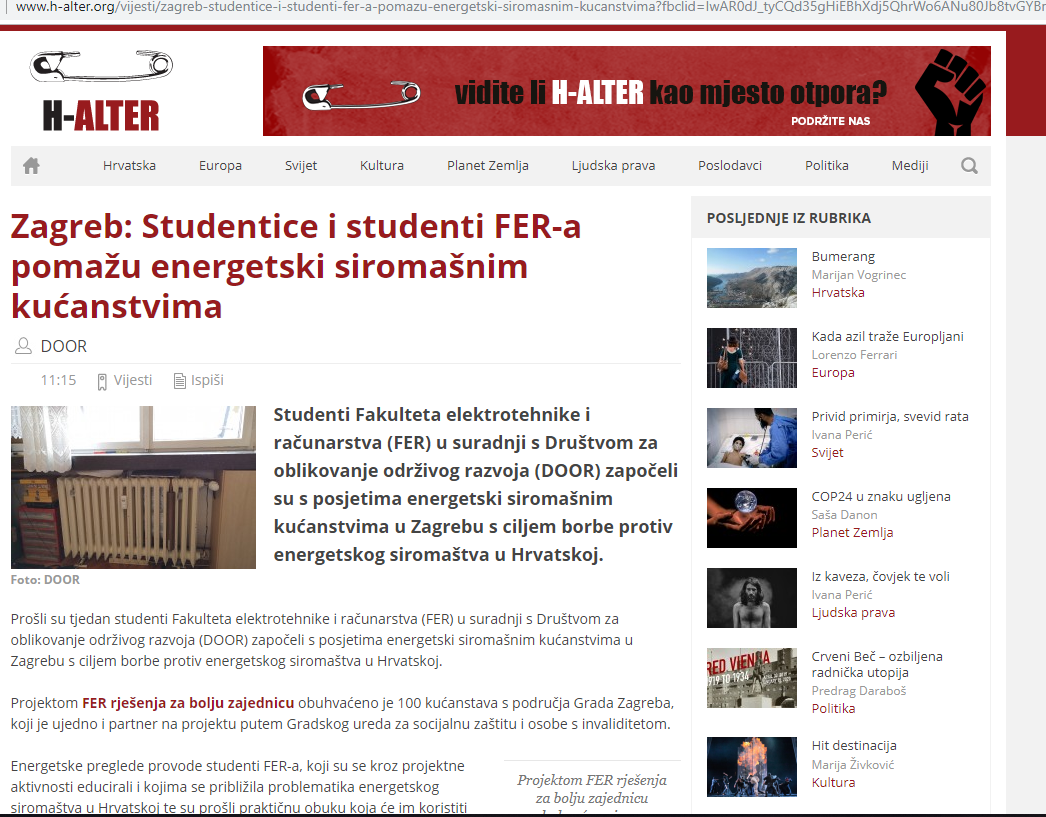 www.h-alter.org/vijesti/zagreb-studentice-i-studenti-fer-a-pomazu-energetski-siromasnim-kucanstvima?fbclid=IwAR0dJ_tyCQd35gHiEBhXdj5QhrWo6ANu80Jb8tvGYBr
H-ALTER
vidite li H-ALTER kao mjesto otpora?
PODRŽITE NAS
Hrvatska Europa Svijet Kultura Planet Zemlja Ljudska prava Poslodavci Politika Mediji
Zagreb: Studentice i studenti FER-a
pomažu energetski siromašnim
kućanstvima
DOOR
11:15 Vijesti Ispiši
Studenti Fakulteta elektrotehnike i
računarstva (FER) u suradnji s Društvom za
oblikovanje održivog razvoja (DOOR) započeli
su s posjetima energetski siromašnim
kućanstvima u Zagrebu s ciljem borbe protiv
energetskog siromaštva u Hrvatskoj.
Foto: DOOR
Prošli su tjedan studenti Fakulteta elektrotehnike i računarstva (FER) u suradnji s Društvom za
oblikovanje održivog razvoja (DOOR) započeli s posjetima energetski siromašnim kućanstvima u
Zagrebu s ciljem borbe protiv energetskog siromaštva u Hrvatskoj.
Projektom FER rješenja za bolju zajednicu obuhvaćeno je 100 kućanstava s područja Grada Zagreba,
koji je ujedno i partner na projektu putem Gradskog ureda za socijalnu zaštitu i osobe s invaliditetom.
Energetske preglede provode studenti FER-a, koji su se kroz projektne
aktivnosti educirali i kojima se približila problematika energetskog
siromaštva u Hrvatskoj te su prošli praktičnu obuku koja će im koristiti
Projektom FER rješenja
za bolju zajednicu
POSLJEDNJE IZ RUBRIKA
Bumerang
Marijan Vogrinec
Hrvatska
Kada azil traže Europljani
Lorenzo Ferrari
Europa
Privid primirja, svevid rata
Ivana Perić
Svijet
COP24 u znaku ugljena
Saša Danon
Planet Zemlja
Iz kaveza, čovjek te voli
Ivana Perić
Ljudska prava
RED VIENNA
1919 TO 1934
Crveni Beč – ozbiljena
radnička utopija
Predrag Daraboš
Politika
Hit destinacija
Marija Živković
Kultura